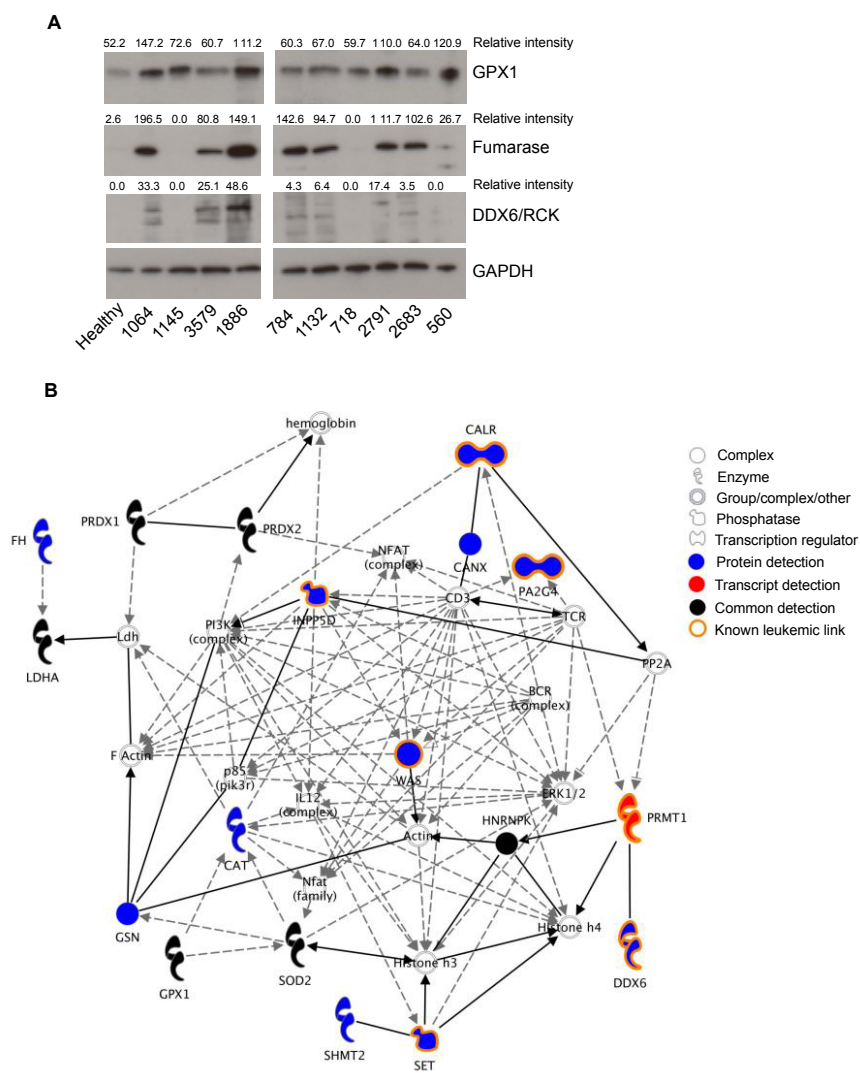 A
52.2 147.2 72.6 60.7 111.2 60.3 67.0 59.7 110.0 64.0 120.9 Relative intensity
GPX1
2.6 196.5 0.0 80.8 149.1 142.6 94.7 0.0 1 11.7 102.6 26.7 Relative intensity
Fumarase
0.0 33.3 0.0 25.1 48.6 4.3 6.4 0.0 17.4 3.5 0.0 Relative intensity
DDX6/RCK
GAPDH
Healthy 1064 1145 3579 1886 784 1132 718 2791 2683 560
B
hemoglobin
CALR
Complex
Enzyme
Group/complex/other
Phosphatase
Transcription regulator
Protein detection
Transcript detection
Common detection
Known leukemic link
PRDX1
PRDX2
FH
NFAT
(complex)
CANX
PA2G4
CD3
TCR
INPP5D
PI3K
(complex)
Ldh
LDHA
PP2A
BCR
(complex)
F Actin
p85
(pik3r)
WAS
IL12
(complex)
ERK1/2
HNRNPK
PRMT1
Actin
CAT
Nfat
(family)
GSN
Histone h4
GPX1
SOD2
Histone h3
DDX6
SHMT2
SET